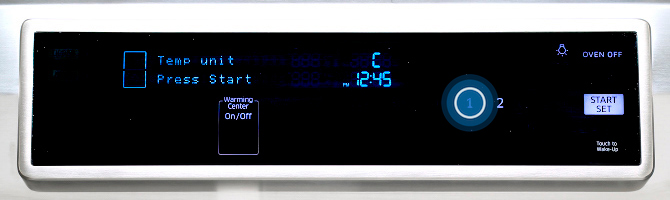 Temp unit C
Press Start PM 12:45
Warming
Center
On/Off
1 2
OVEN OFF
START
SET
Touch to
Wake-Up